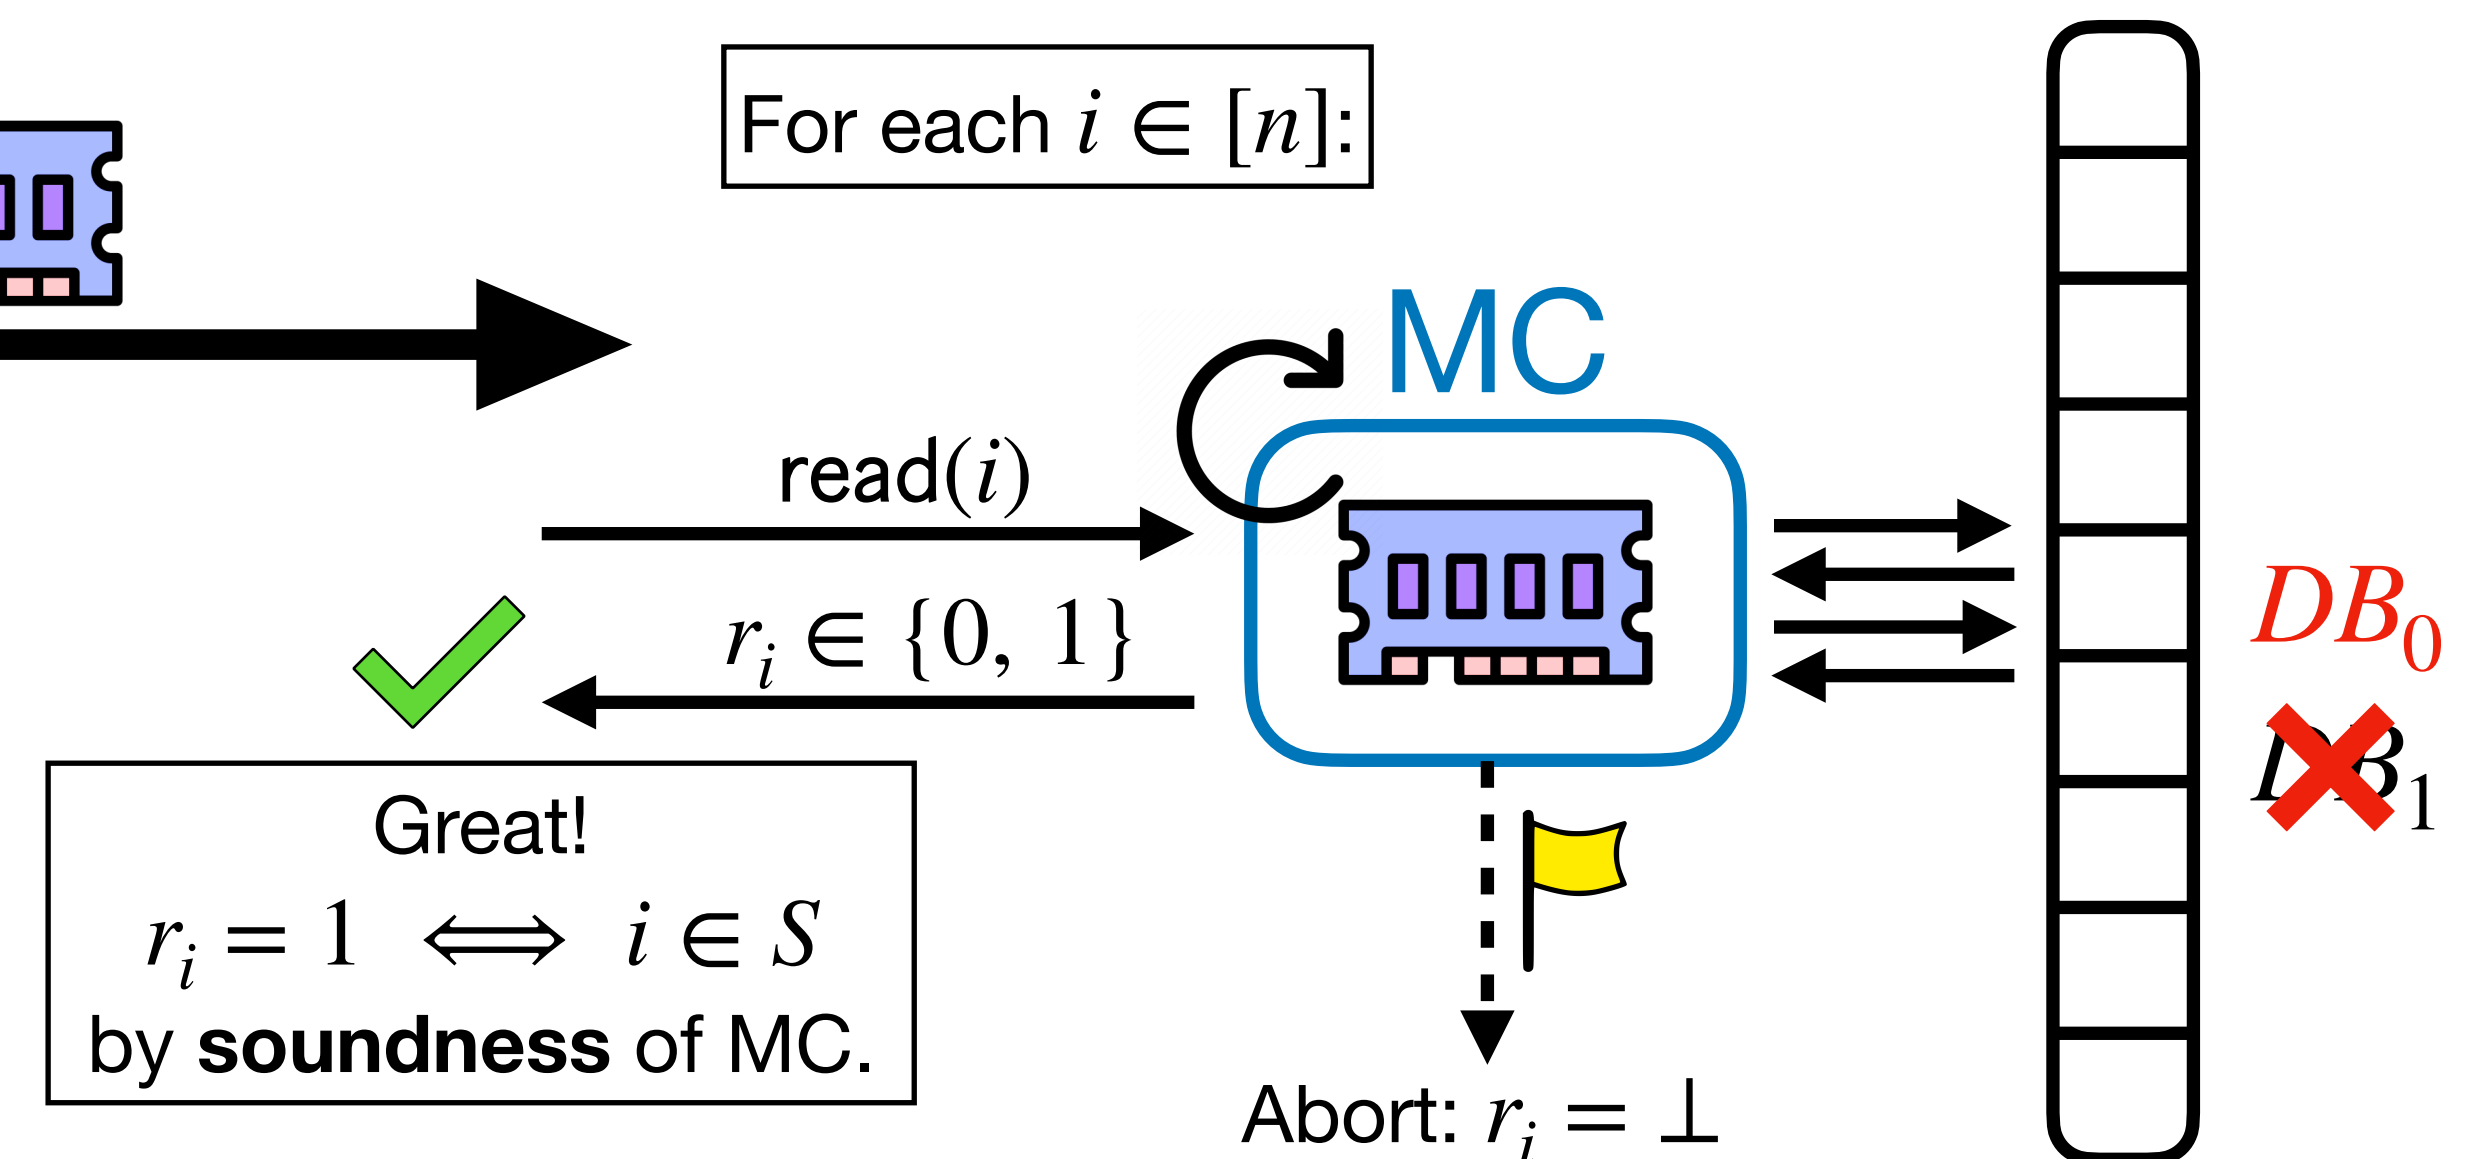 For each i ∈ [n]:
MC
read(i)
r_i ∈ {0, 1}
DB_0
DB_1
Great!
r_i = 1 ⟺ i ∈ S
by soundness of MC.
Abort: r_i = ⊥